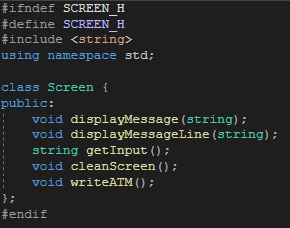 #ifndef SCREEN_H
#define SCREEN_H
#include <string>
using namespace std;

class Screen {
public:
    void displayMessage(string);
    void displayMessageLine(string);
    string getInput();
    void cleanScreen();
    void writeATM();
};
#endif